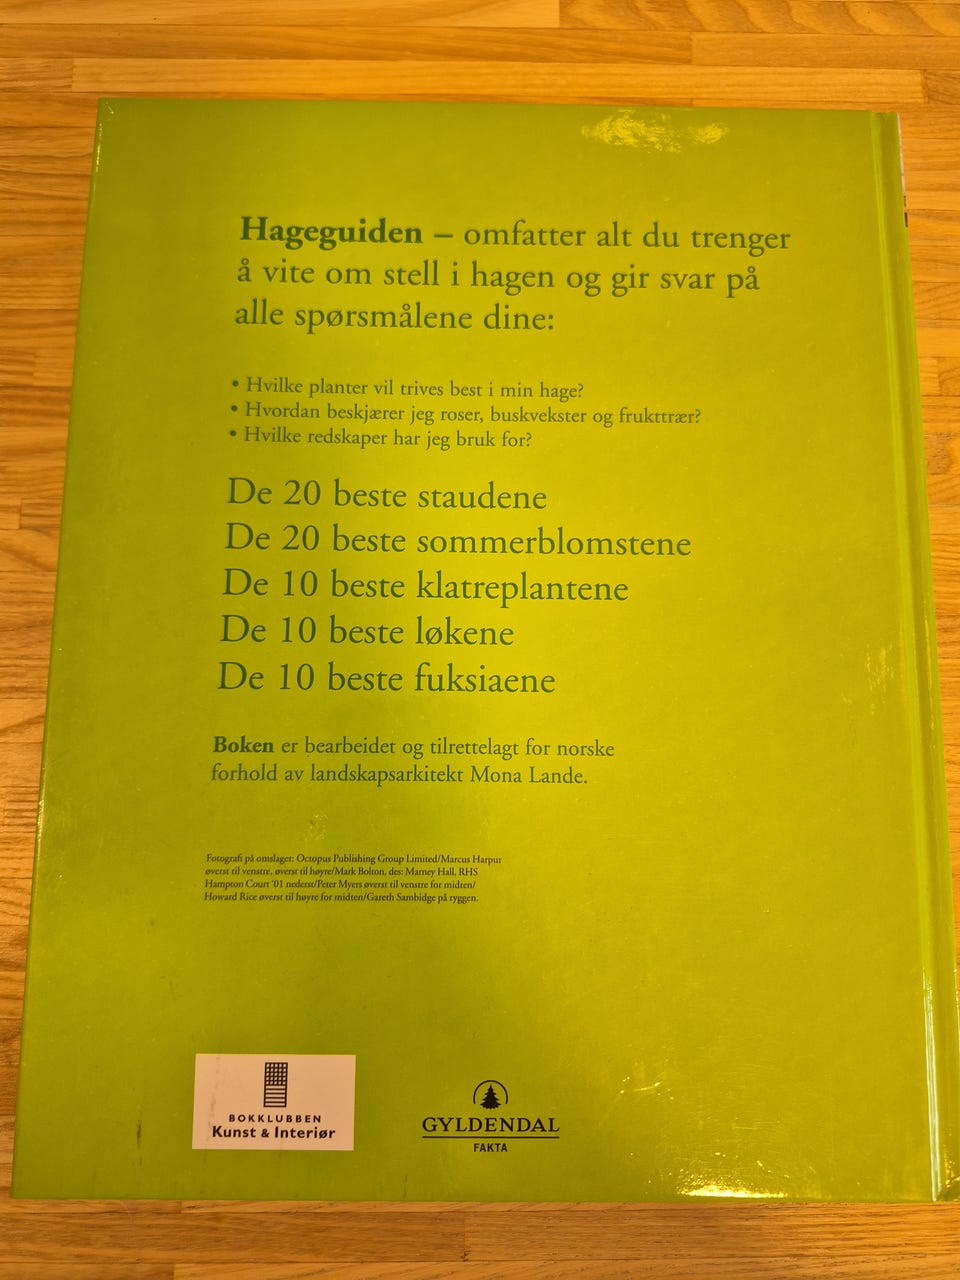 Hageguiden – omfatter alt du trenger
å vite om stell i hagen og gir svar på
alle spørsmålene dine:
• Hvilke planter vil trives best i min hage?
• Hvordan beskjærer jeg roser, buskvekster og frukttrær?
• Hvilke redskaper har jeg bruk for?
De 20 beste staudene
De 20 beste sommerblomstene
De 10 beste klatreplantene
De 10 beste løkene
De 10 beste fuksiaene
Boken er bearbeidet og tilrettelagt for norske
forhold av landskapsarkitekt Mona Lande.
Fotografi på omslaget: Octopus Publishing Group Limited/Marcus Harpur
øverst til venstre, øverst til høyre/Mark Bolton, des: Marney Hall, RHS
Hampton Court '01 nederst/Peter Myers øverst til venstre for midten/
Howard Rice øverst til høyre for midten/Gareth Sambidge på ryggen.
BOKKLUBBEN
Kunst & Interiør
GYLDENDAL
FAKTA